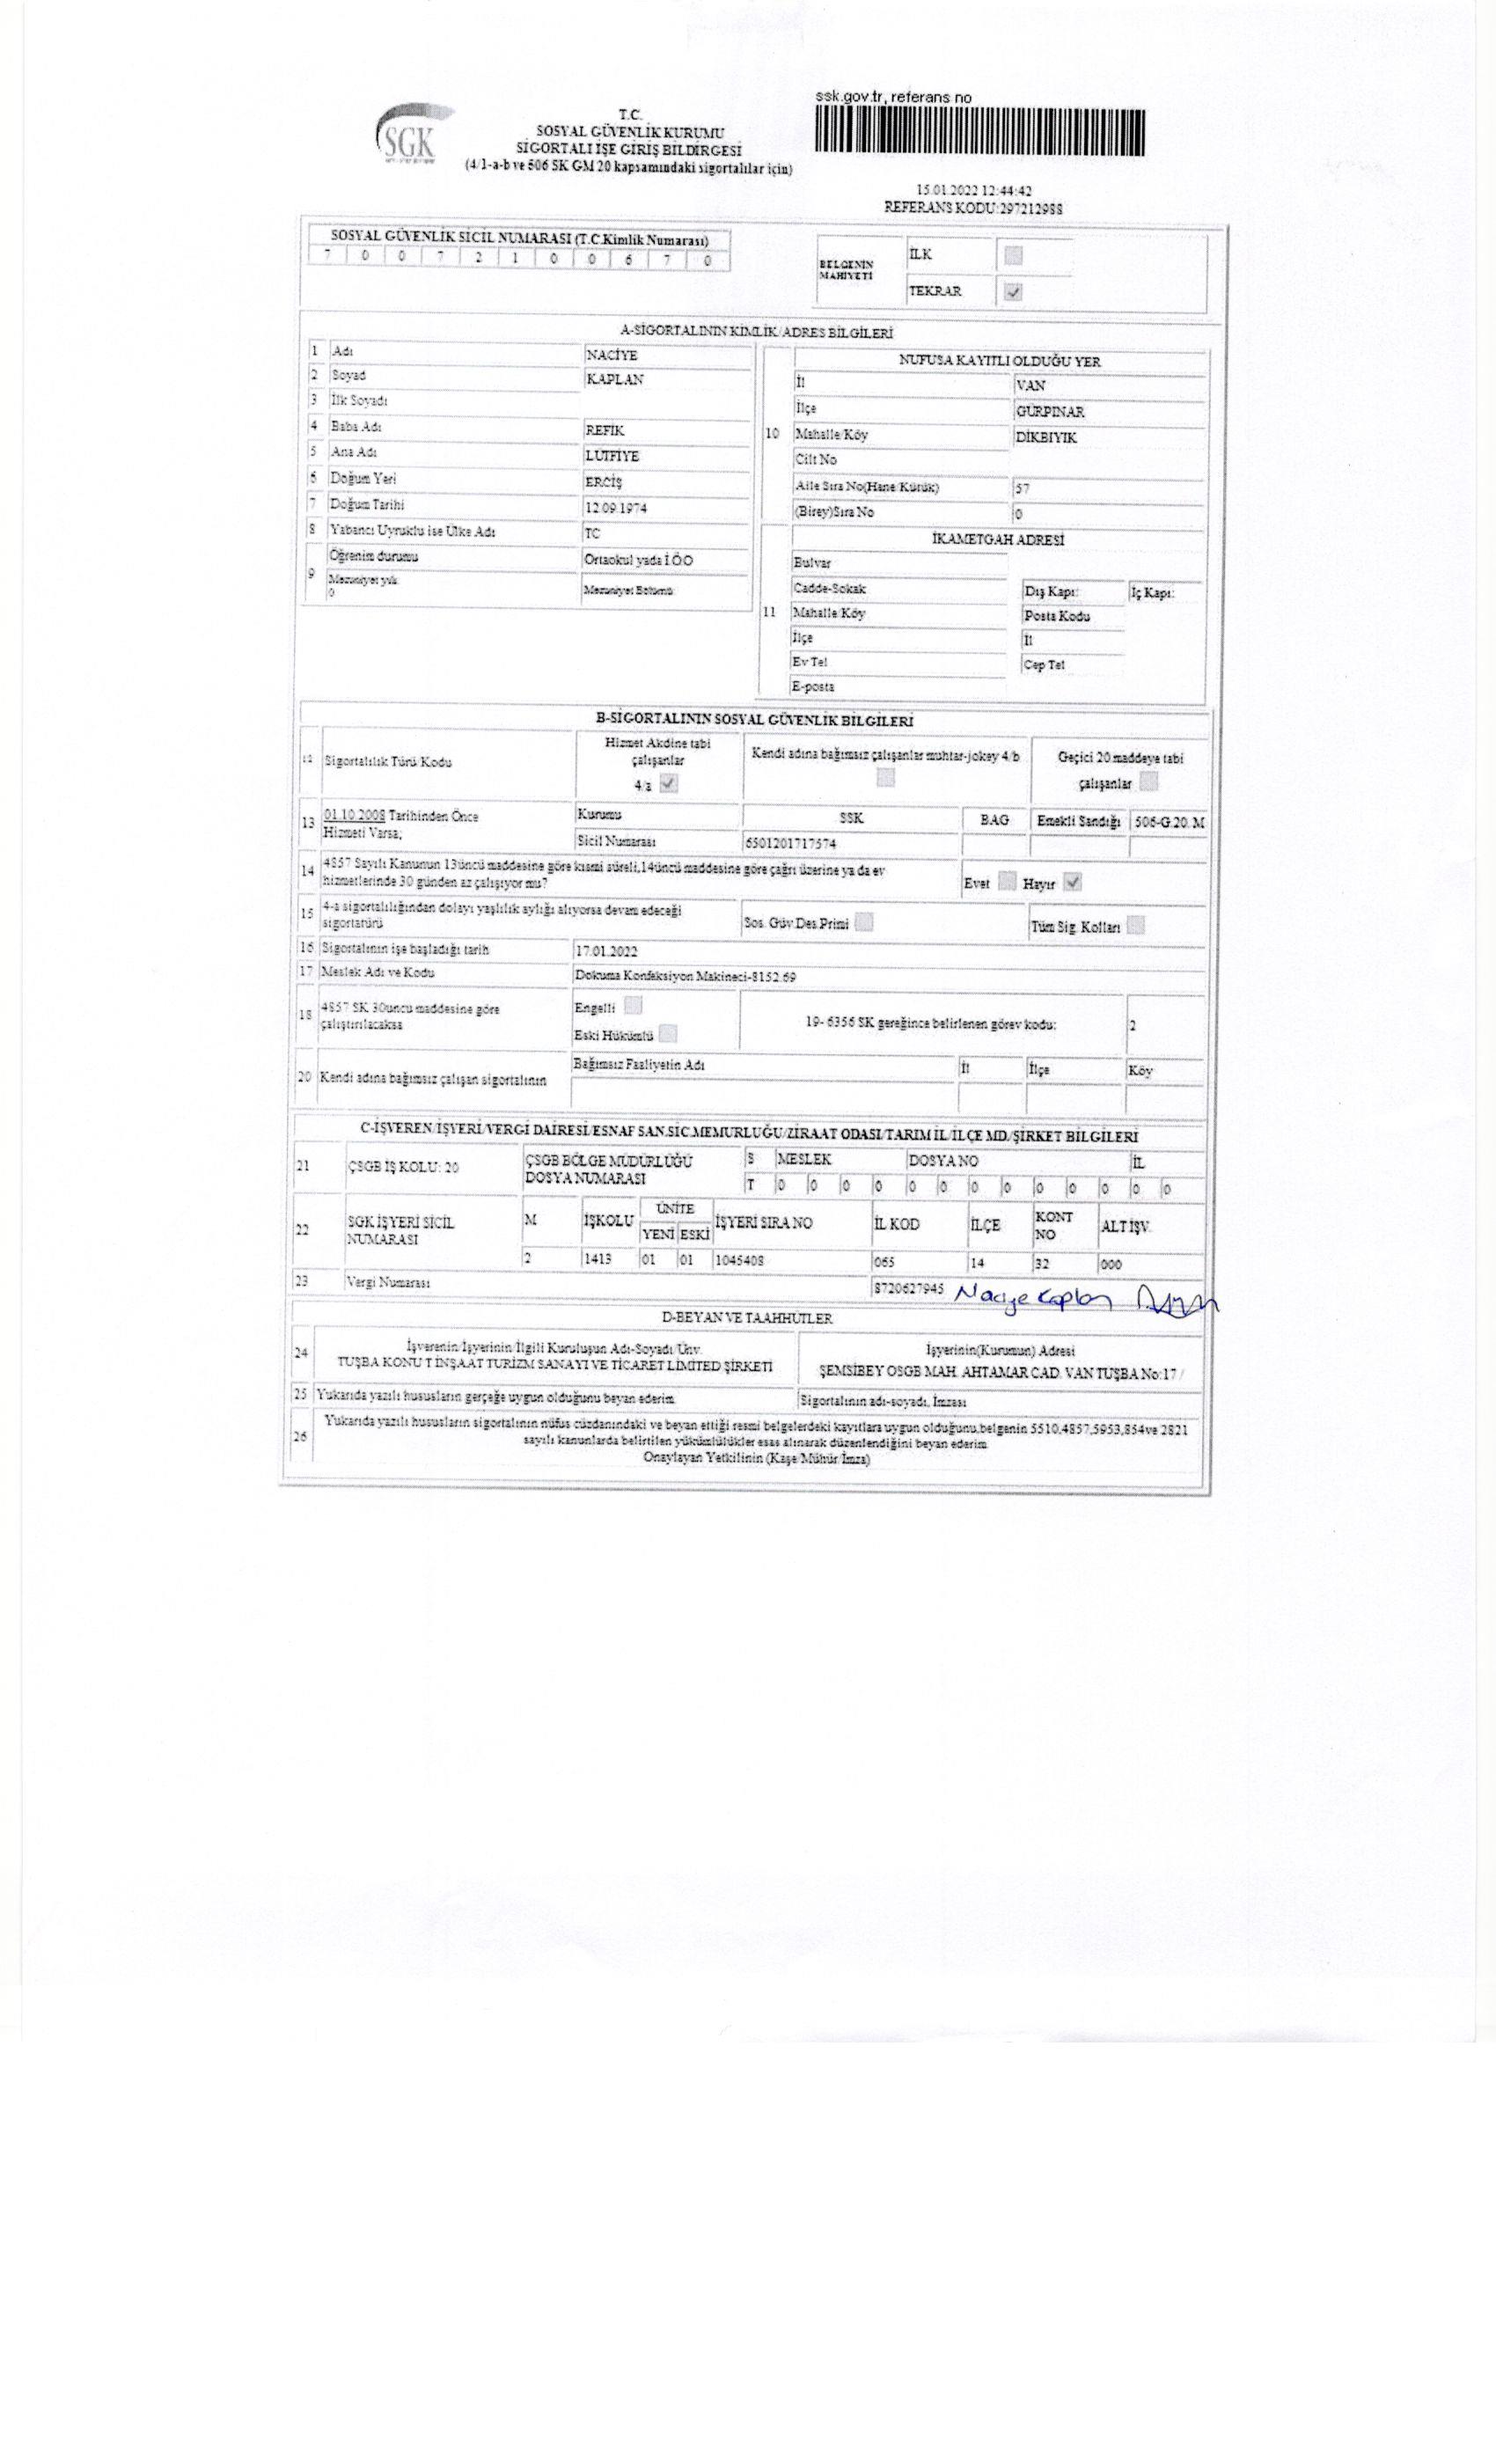 ssk.gov.tr, referans no
SGK
T.C.
SOSYAL GÜVENLİK KURUMU
SİGORTALI İŞE GİRİŞ BİLDİRGESİ
(4/1-a-b ve 506 SK GM 20 kapsamındaki sigortalılar için)
15.01.2022 12:44:42
REFERANS KODU:297212988
SOSYAL GÜVENLİK SİCİL NUMARASI (T.C.Kimlik Numarası)
7 0 0 7 2 1 0 0 6 7 0
BELGENİN MAHİYETİ
İLK
TEKRAR
A-SİGORTALININ KİMLİK/ADRES BİLGİLERİ
1 Adı NACİYE
2 Soyad KAPLAN
3 İlk Soyadı
4 Baba Adı REFİK
5 Ana Adı LUTFİYE
6 Doğum Yeri ERCİŞ
7 Doğum Tarihi 12.09.1974
8 Yabancı Uyruklu ise Ülke Adı TC
9 Öğrenim durumu Ortaokul yada İ.Ö.O
Mezuniyet yılı 0 Mezuniyet Bölümü
NUFUSA KAYITLI OLDUĞU YER
10
İl VAN
İlçe GÜRPINAR
Mahalle/Köy DİKBIYIK
Cilt No
Aile Sıra No(Hane/Kütük) 57
(Birey)Sıra No 0
İKAMETGAH ADRESİ
11
Bulvar
Cadde-Sokak Dış Kapı: İç Kapı:
Mahalle/Köy Posta Kodu
İlçe İl
Ev Tel Cep Tel
E-posta
B-SİGORTALININ SOSYAL GÜVENLİK BİLGİLERİ
12 Sigortalılık Türü/Kodu
Hizmet Akdine tabi çalışanlar 4/a
Kendi adına bağımsız çalışanlar muhtar-jokey 4/b
Geçici 20.maddeye tabi çalışanlar
13 01.10.2008 Tarihinden Önce Hizmeti Varsa;
Kurumu SSK BAG Emekli Sandığı 506-G.20. M
Sicil Numarası 6501201717574
14 4857 Sayılı Kanunun 13üncü maddesine göre kısmi süreli,14üncü maddesine göre çağrı üzerine ya da ev
hizmetlerinde 30 günden az çalışıyor mu? Evet Hayır
15 4-a sigortalılığından dolayı yaşlılık aylığı alıyorsa devam edeceği
sigortatürü Sos. Güv.Des.Primi Tüm Sig. Kolları
16 Sigortalının işe başladığı tarih 17.01.2022
17 Meslek Adı ve Kodu Dokuma Konfeksiyon Makineci-8152.69
18 4857 SK 30uncu maddesine göre çalıştırılacaksa
Engelli
Eski Hükümlü
19- 6356 SK gereğince belirlenen görev kodu: 2
20 Kendi adına bağımsız çalışan sigortalının
Bağımsız Faaliyetin Adı İl İlçe Köy
C-İŞVEREN/İŞYERİ/VERGİ DAİRESİ/ESNAF SAN.SİC.MEMURLUĞU/ZİRAAT ODASI/TARIM İL/İLÇE MD./ŞİRKET BİLGİLERİ
21 ÇSGB İŞ KOLU: 20
ÇSGB BÖLGE MÜDÜRLÜĞÜ DOSYA NUMARASI
S MESLEK DOSYA NO İL
T 0 0 0 0 0 0 0 0 0 0 0 0 0
22 SGK İŞYERİ SİCİL NUMARASI
M İŞKOLU ÜNİTE YENİ ESKİ İŞYERİ SIRA NO İL KOD İLÇE KONT NO ALT İŞV.
2 1413 01 01 1045408 065 14 32 000
23 Vergi Numarası 8720627945 Naciye Kaplan
D-BEYAN VE TAAHHÜTLER
24 İşverenin/İşyerinin/İlgili Kuruluşun Adı-Soyadı/Ünv.
TUŞBA KONUT İNŞAAT TURİZM SANAYİ VE TİCARET LİMİTED ŞİRKETİ
İşyerinin(Kurumun) Adresi
ŞEMSİBEY OSGB MAH. AHTAMAR CAD. VAN TUŞBA No:17 /
25 Yukarıda yazılı hususların gerçeğe uygun olduğunu beyan ederim. Sigortalının adı-soyadı, İmzası
26 Yukarıda yazılı hususların sigortalının nüfus cüzdanındaki ve beyan ettiği resmi belgelerdeki kayıtlara uygun olduğunu,belgenin 5510,4857,5953,854ve 2821
sayılı kanunlarda belirtilen yükümlülükler esas alınarak düzenlendiğini beyan ederim.
Onaylayan Yetkilinin (Kaşe/Mühür/İmza)